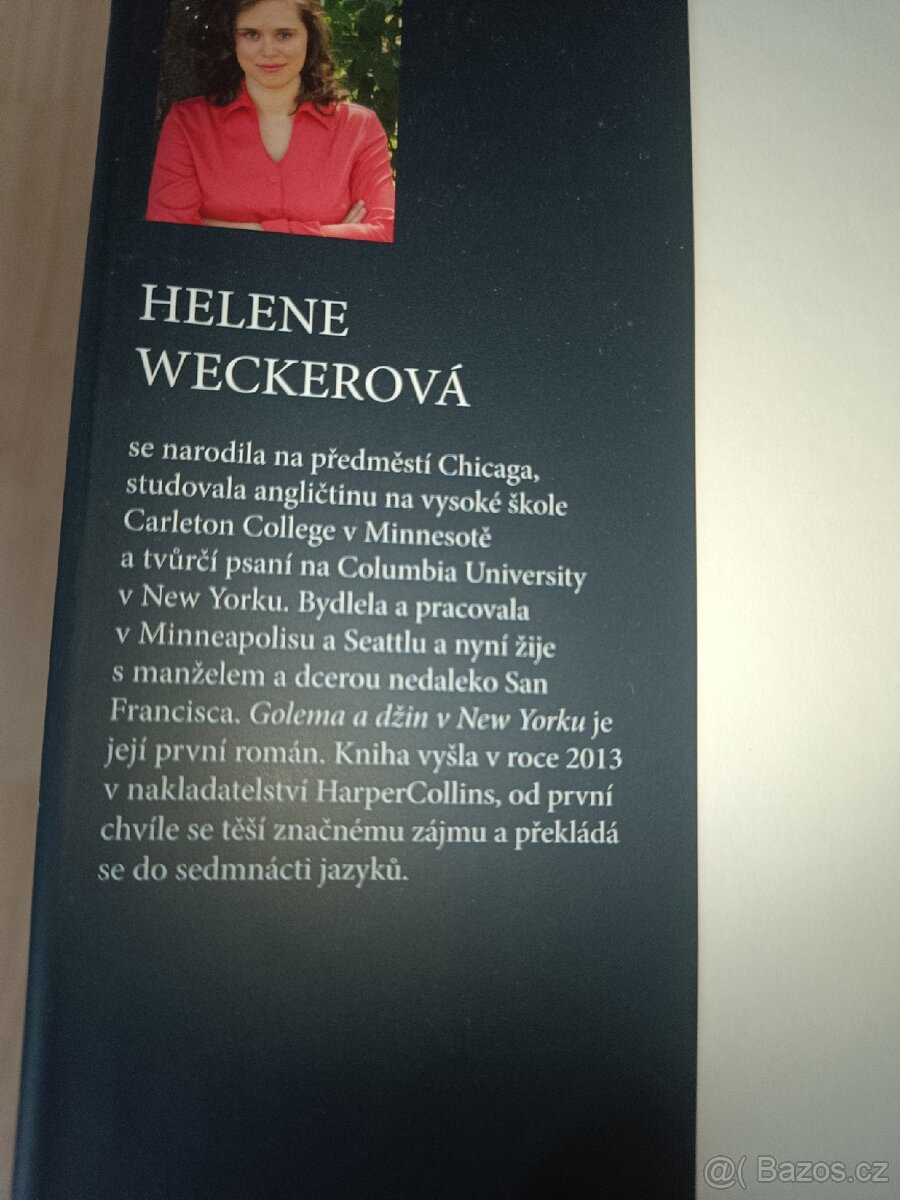 HELENE
WECKEROVÁ
se narodila na předměstí Chicaga,
studovala angličtinu na vysoké škole
Carleton College v Minnesotě
a tvůrčí psaní na Columbia University
v New Yorku. Bydlela a pracovala
v Minneapolisu a Seattlu a nyní žije
s manželem a dcerou nedaleko San
Francisca. Golema a džin v New Yorku je
její první román. Kniha vyšla v roce 2013
v nakladatelství HarperCollins, od první
chvíle se těší značnému zájmu a překládá
se do sedmnácti jazyků.
@( Bazos.cz